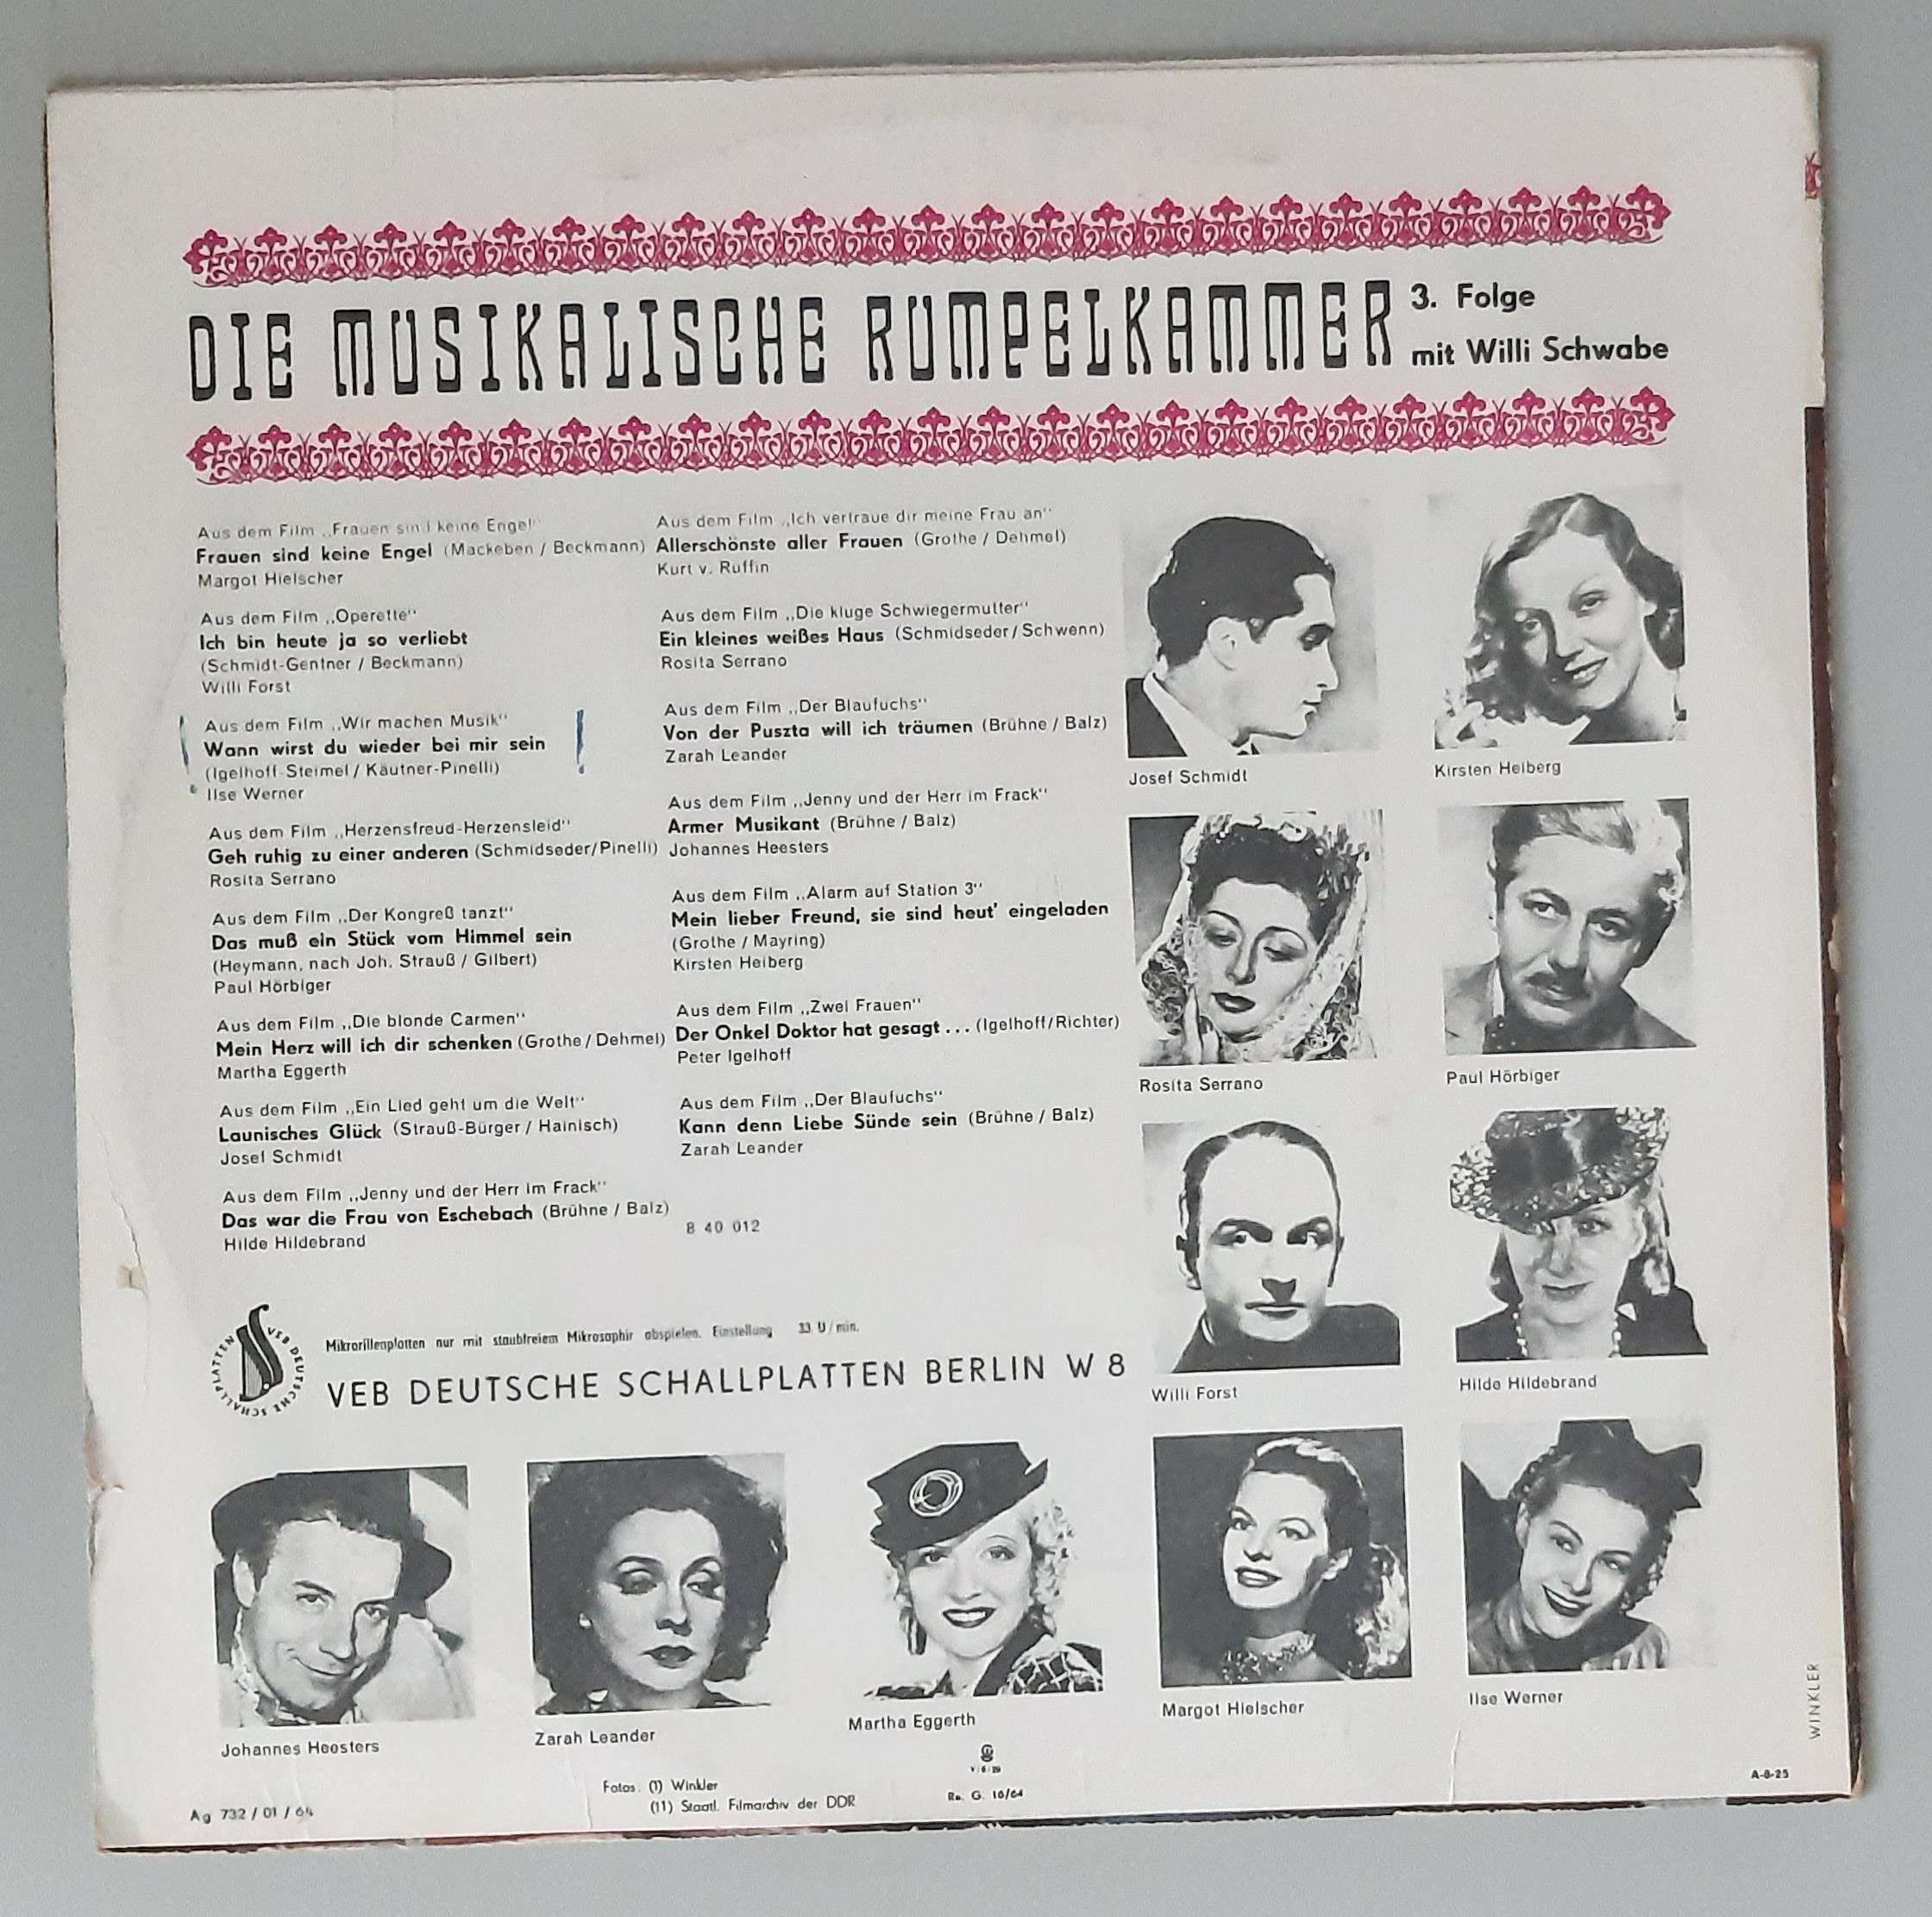 DIE MUSIKALISCHE RUMPELKAMMER
3. Folge
mit Willi Schwabe
Aus dem Film „Frauen sind keine Engel"
Frauen sind keine Engel (Mackeben / Beckmann)
Margot Hielscher
Aus dem Film „Operette"
Ich bin heute ja so verliebt
(Schmidt-Gentner / Beckmann)
Willi Forst
Aus dem Film „Wir machen Musik"
Wann wirst du wieder bei mir sein
(Igelhoff-Steimel / Käutner-Pinelli)
Ilse Werner
Aus dem Film „Herzensfreud-Herzensleid"
Geh ruhig zu einer anderen (Schmidseder/Pinelli)
Rosita Serrano
Aus dem Film „Der Kongreß tanzt"
Das muß ein Stück vom Himmel sein
(Heymann, nach Joh. Strauß / Gilbert)
Paul Hörbiger
Aus dem Film „Die blonde Carmen"
Mein Herz will ich dir schenken (Grothe / Dehmel)
Martha Eggerth
Aus dem Film „Ein Lied geht um die Welt"
Launisches Glück (Strauß-Bürger / Hainisch)
Josef Schmidt
Aus dem Film „Jenny und der Herr im Frack"
Das war die Frau von Eschebach (Brühne / Balz)
Hilde Hildebrand
Aus dem Film „Ich vertraue dir meine Frau an"
Allerschönste aller Frauen (Grothe / Dehmel)
Kurt v. Ruffin
Aus dem Film „Die kluge Schwiegermutter"
Ein kleines weißes Haus (Schmidseder / Schwenn)
Rosita Serrano
Aus dem Film „Der Blaufuchs"
Von der Puszta will ich träumen (Brühne / Balz)
Zarah Leander
Aus dem Film „Jenny und der Herr im Frack"
Armer Musikant (Brühne / Balz)
Johannes Heesters
Aus dem Film „Alarm auf Station 3"
Mein lieber Freund, sie sind heut' eingeladen
(Grothe / Mayring)
Kirsten Heiberg
Aus dem Film „Zwei Frauen"
Der Onkel Doktor hat gesagt ... (Igelhoff/Richter)
Peter Igelhoff
Aus dem Film „Der Blaufuchs"
Kann denn Liebe Sünde sein (Brühne / Balz)
Zarah Leander
8 40 012
Josef Schmidt
Kirsten Heiberg
Rosita Serrano
Paul Hörbiger
Willi Forst
Hilde Hildebrand
VEB DEUTSCHE SCHALLPLATTEN
Mikrorillenplatten nur mit staubfreiem Mikrosaphir abspielen. Einstellung 33 U/min.
VEB DEUTSCHE SCHALLPLATTEN BERLIN W 8
Johannes Heesters
Zarah Leander
Martha Eggerth
Margot Hielscher
Ilse Werner
WINKLER
Fotos: (1) Winkler
(11) Staatl. Filmarchiv der DDR
V/6/29
Re. G. 16/64
Ag 732 / 01 / 64
A-8-25